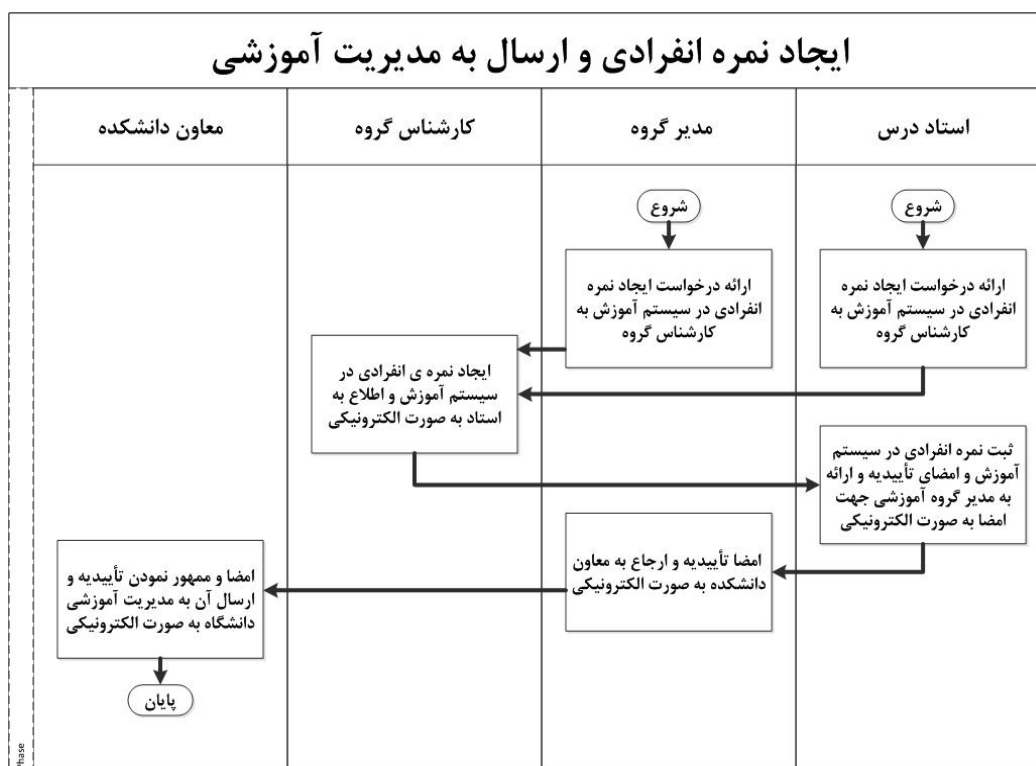 ایجاد نمره انفرادی و ارسال به مدیریت آموزشی
استاد درس
مدیر گروه
کارشناس گروه
معاون دانشکده
شروع
شروع
ارائه درخواست ایجاد نمره
انفرادی در سیستم آموزش به
کارشناس گروه
ارائه درخواست ایجاد نمره
انفرادی در سیستم آموزش به
کارشناس گروه
ایجاد نمره ی انفرادی در
سیستم آموزش و اطلاع به
استاد به صورت الکترونیکی
ثبت نمره انفرادی در سیستم
آموزش و امضای تأییدیه و ارائه
به مدیر گروه آموزشی جهت
امضا به صورت الکترونیکی
امضا تأییدیه و ارجاع به معاون
دانشکده به صورت الکترونیکی
امضا و ممهور نمودن تأییدیه و
ارسال آن به مدیریت آموزشی
دانشگاه به صورت الکترونیکی
پایان
Phase